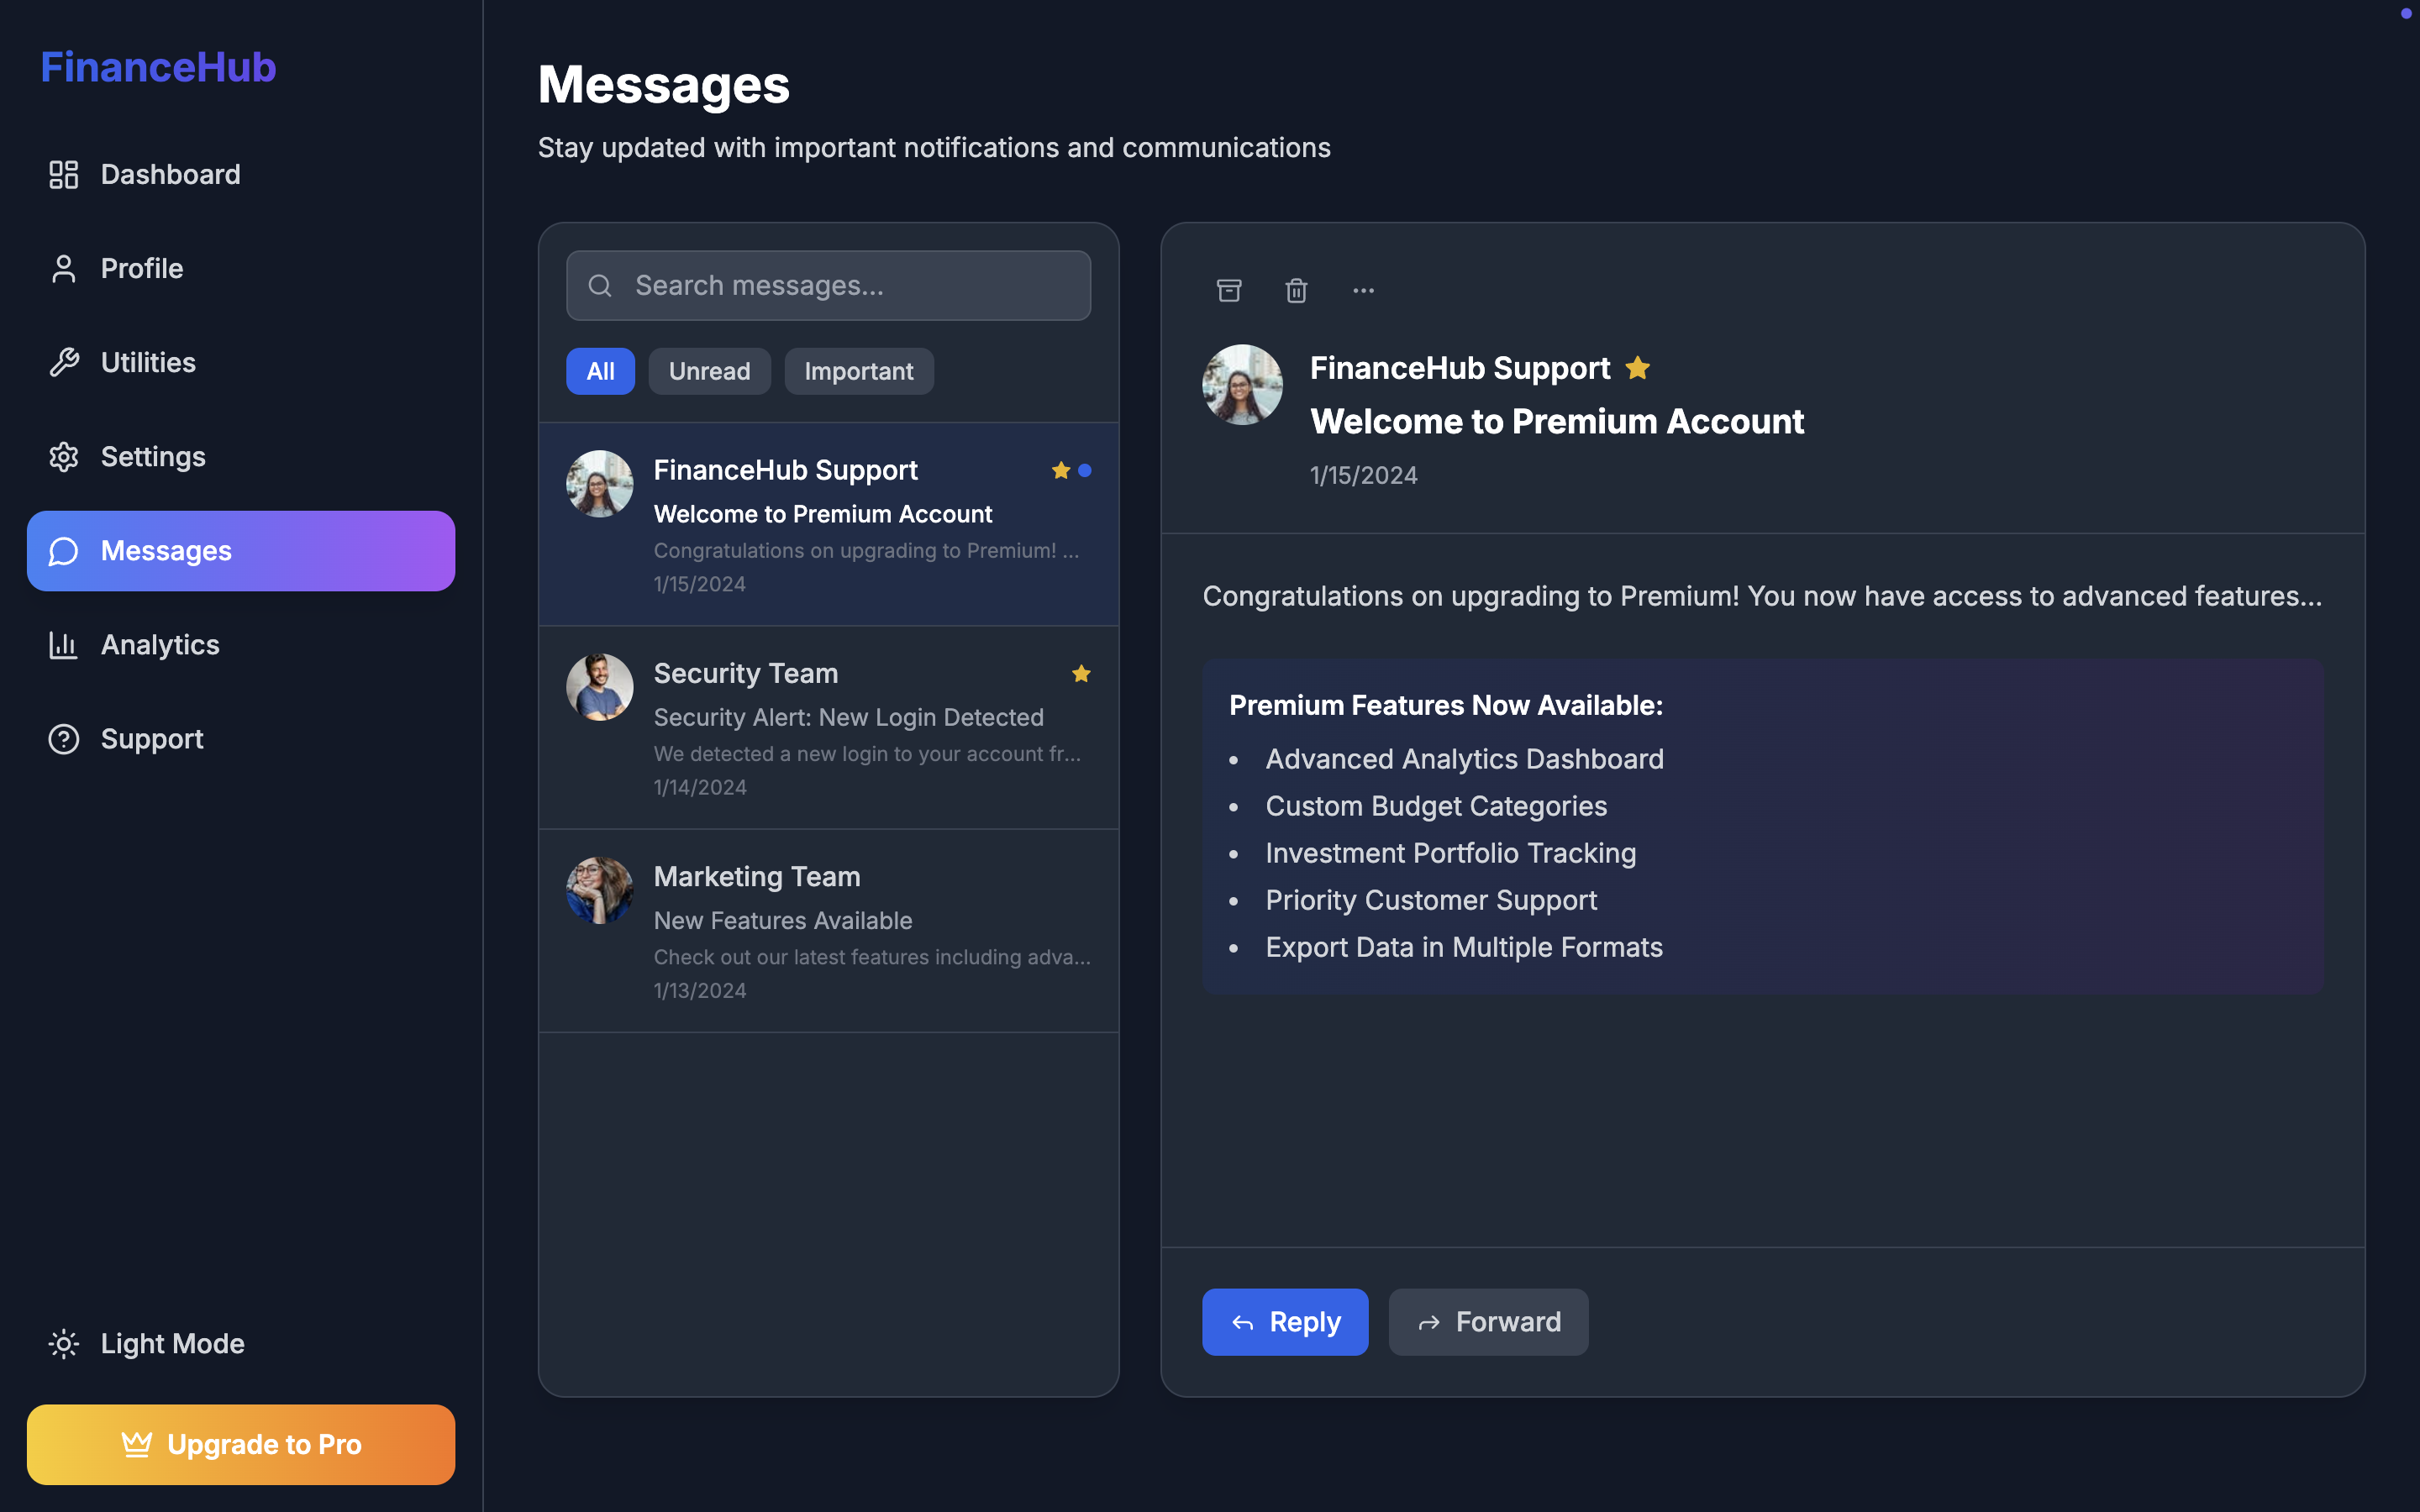 FinanceHub
Dashboard
Profile
Utilities
Settings
Messages
Analytics
Support
Light Mode
Upgrade to Pro
Messages
Stay updated with important notifications and communications
Search messages...
All
Unread
Important
FinanceHub Support
Welcome to Premium Account
Congratulations on upgrading to Premium! ...
1/15/2024
Security Team
Security Alert: New Login Detected
We detected a new login to your account fr...
1/14/2024
Marketing Team
New Features Available
Check out our latest features including adva...
1/13/2024
FinanceHub Support
Welcome to Premium Account
1/15/2024
Congratulations on upgrading to Premium! You now have access to advanced features...
Premium Features Now Available:
• Advanced Analytics Dashboard
• Custom Budget Categories
• Investment Portfolio Tracking
• Priority Customer Support
• Export Data in Multiple Formats
Reply
Forward